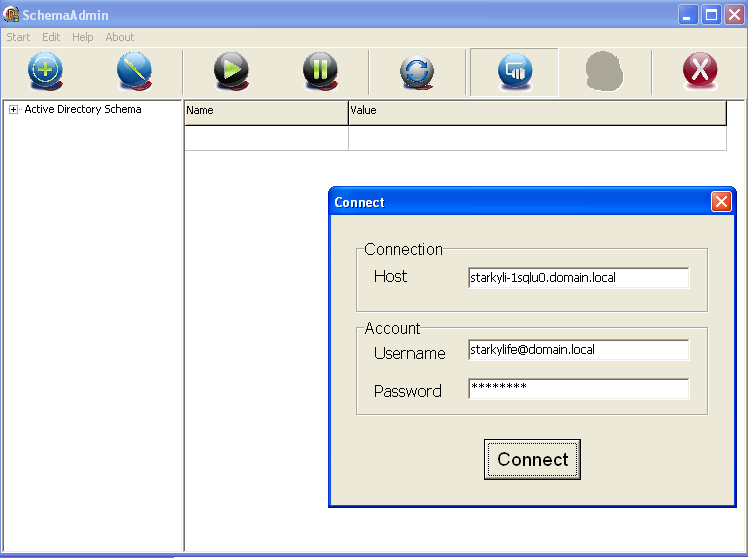 SchemaAdmin
Start Edit Help About
Active Directory Schema
Name Value
Connect
Connection
Host starkyli-1sqlu0.domain.local
Account
Username starkylife@domain.local
Password ********
Connect